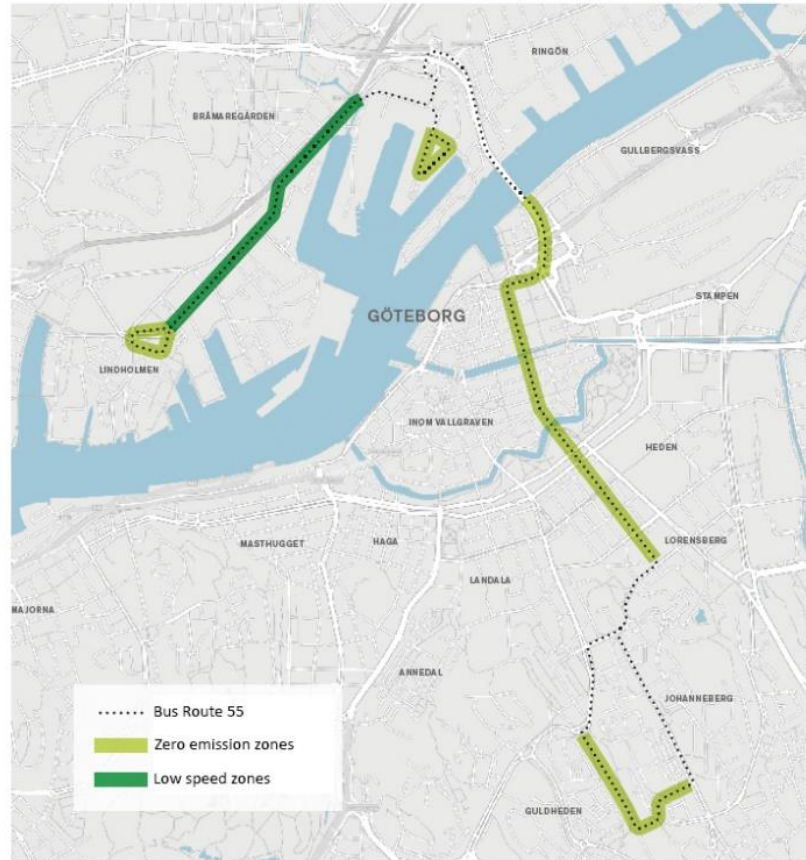 RINGÖN
BRÄMAREGÅRDEN
GULLBERGSVASS
STAMPEN
GÖTEBORG
LINDHOLMEN
INOM VALLGRAVEN
HEDEN
MASTHUGGET
HAGA
LORENSBERG
LANDALA
MAJORNA
ANNEDAL
JOHANNEBERG
Bus Route 55
Zero emission zones
Low speed zones
GULDHEDEN